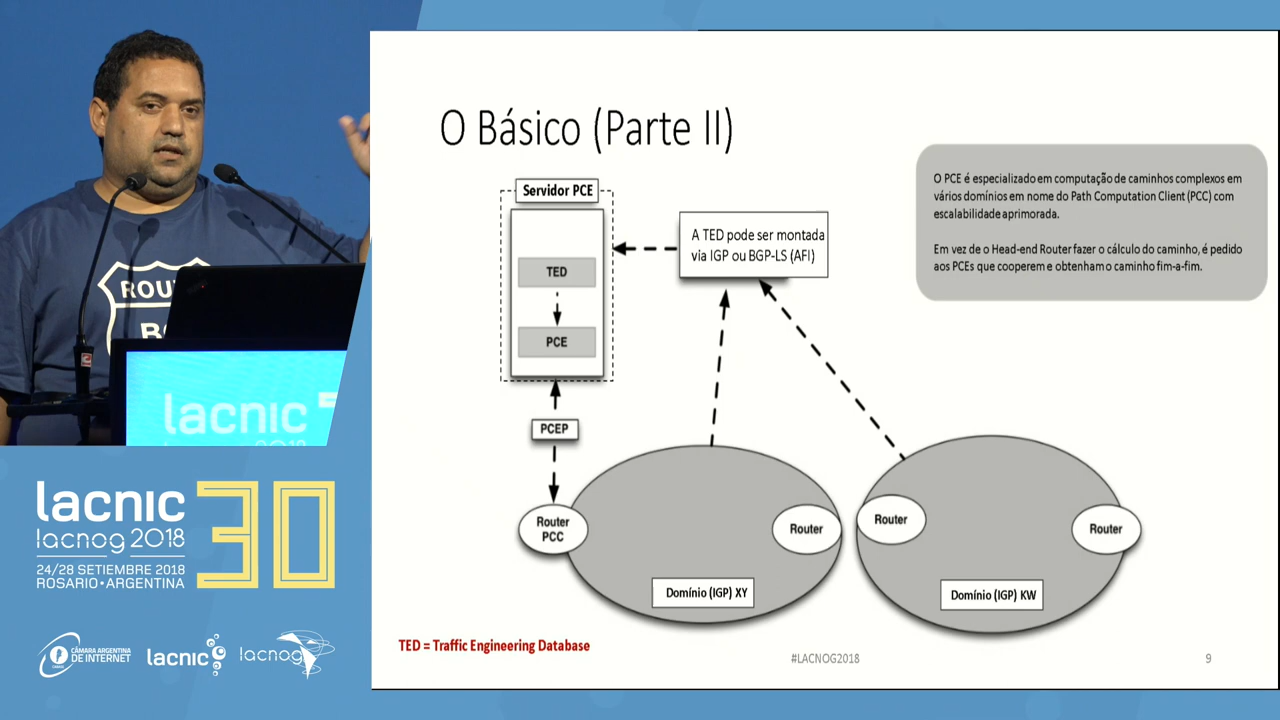 O Básico (Parte II)
Servidor PCE
TED
PCE
PCEP
A TED pode ser montada
via IGP ou BGP-LS (AFI)
O PCE é especializado em computação de caminhos complexos em
vários domínios em nome do Path Computation Client (PCC) com
escalabilidade aprimorada.
Em vez de o Head-end Router fazer o cálculo do caminho, é pedido
aos PCEs que cooperem e obtenham o caminho fim-a-fim.
Router
PCC
Router
Router
Router
Domínio (IGP) XY
Domínio (IGP) KW
TED = Traffic Engineering Database
#LACNOG2018
9
lacnic
lacnic 30
lacnog 2018
24/28 SETIEMBRE 2018
ROSARIO • ARGENTINA
CÁMARA ARGENTINA
DE INTERNET
lacnic
lacnog